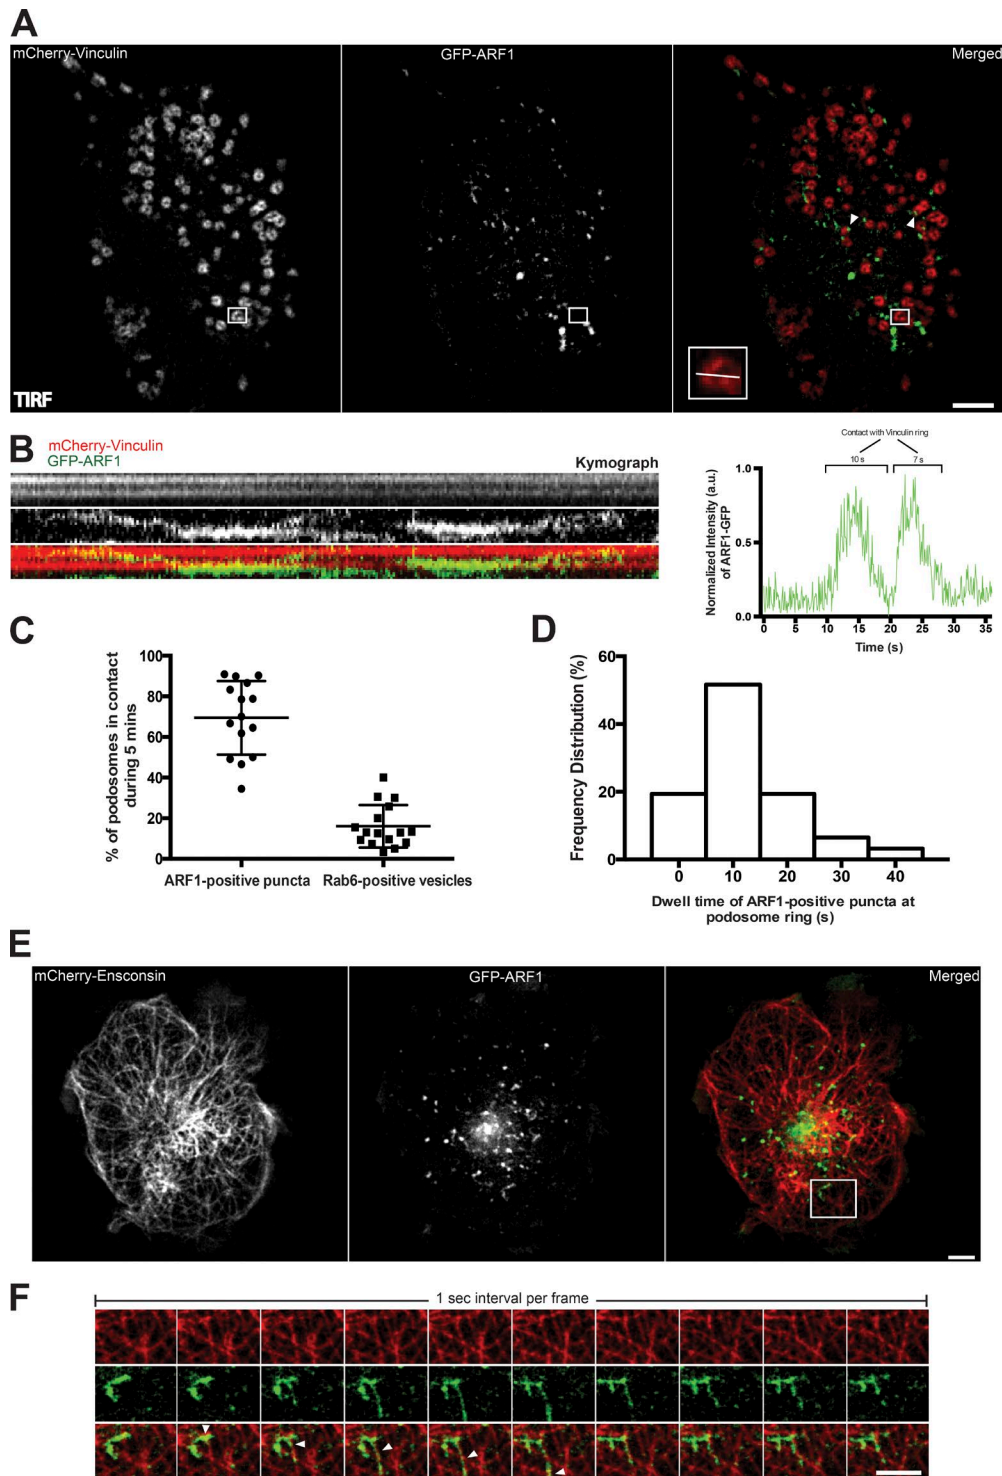 A
mCherry-Vinculin
GFP-ARF1
Merged
TIRF
B
mCherry-Vinculin
GFP-ARF1
Kymograph
Contact with Vinculin ring
10 s
7 s
Normalized Intensity (a.u.)
of ARF1-GFP
1.0
0.5
0.0
0 5 10 15 20 25 30 35
Time (s)
C
% of podosomes in contact
during 5 mins
100
80
60
40
20
0
ARF1-positive puncta
Rab6-positive vesicles
D
Frequency Distribution (%)
60
40
20
0
0 10 20 30 40
Dwell time of ARF1-positive puncta at
podosome ring (s)
E
mCherry-Ensconsin
GFP-ARF1
Merged
F
1 sec interval per frame